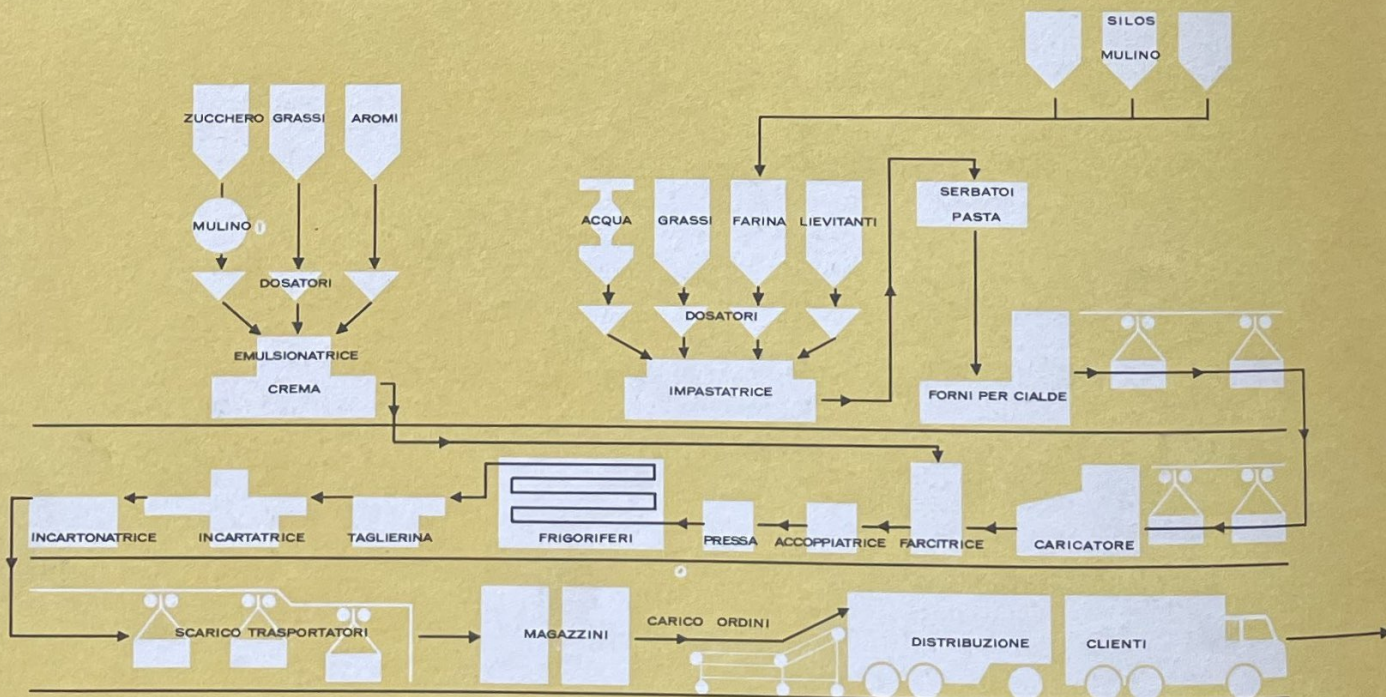 SILOS
MULINO
ZUCCHERO
GRASSI
AROMI
MULINO
DOSATORI
EMULSIONATRICE
CREMA
ACQUA
GRASSI
FARINA
LIEVITANTI
DOSATORI
IMPASTATRICE
SERBATOI
PASTA
FORNI PER CIALDE
INCARTONATRICE
INCARTATRICE
TAGLIERINA
FRIGORIFERI
PRESSA
ACCOPPIATRICE
FARCITRICE
CARICATORE
SCARICO TRASPORTATORI
MAGAZZINI
CARICO ORDINI
DISTRIBUZIONE
CLIENTI